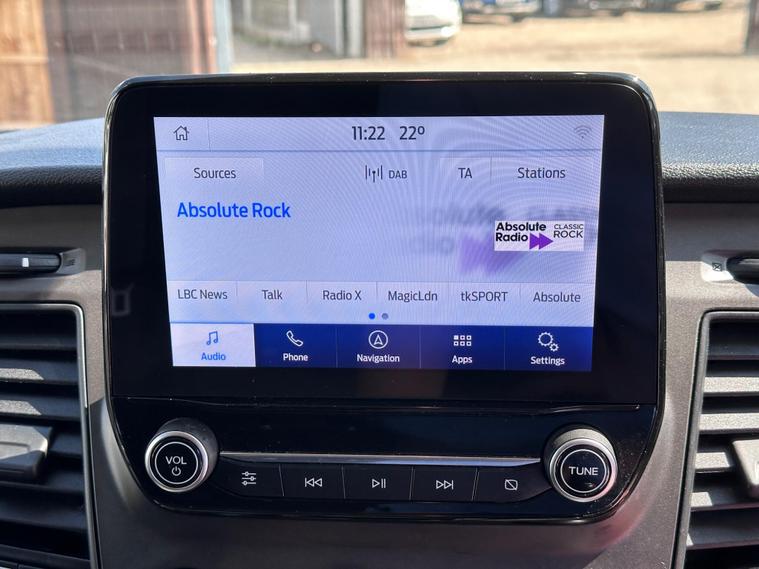 11:22 22°
Sources DAB TA Stations
Absolute Rock
Absolute Radio CLASSIC ROCK
LBC News Talk Radio X MagicLdn tkSPORT Absolute
Audio Phone Navigation Apps Settings
VOL TUNE